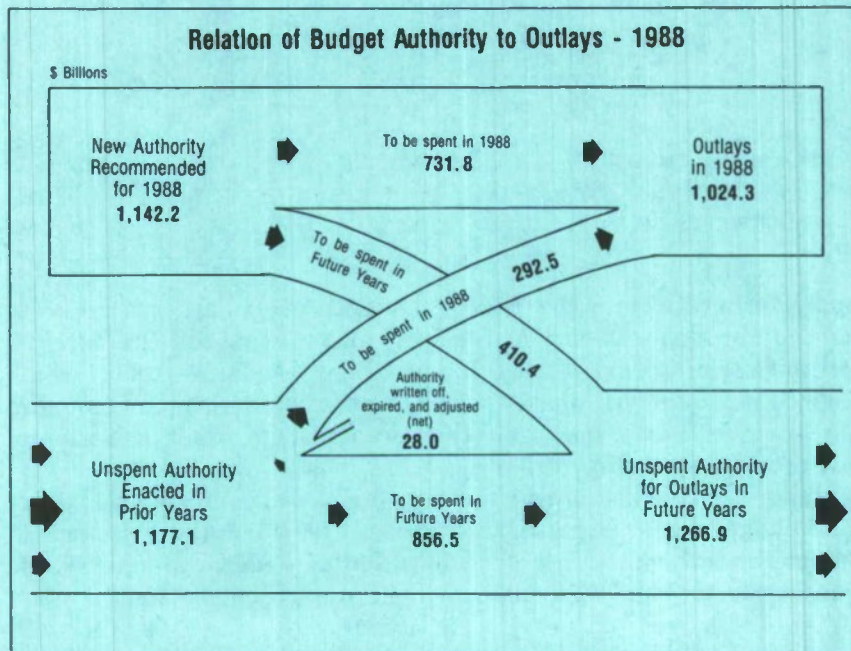 Relation of Budget Authority to Outlays - 1988
$ Billions
New Authority
Recommended
for 1988
1,142.2
To be spent in 1988
731.8
Outlays
in 1988
1,024.3
To be spent in
Future Years
To be spent in 1988
292.5
410.4
Authority
written off,
expired, and adjusted
(net)
28.0
Unspent Authority
Enacted in
Prior Years
1,177.1
To be spent in
Future Years
856.5
Unspent Authority
for Outlays in
Future Years
1,266.9